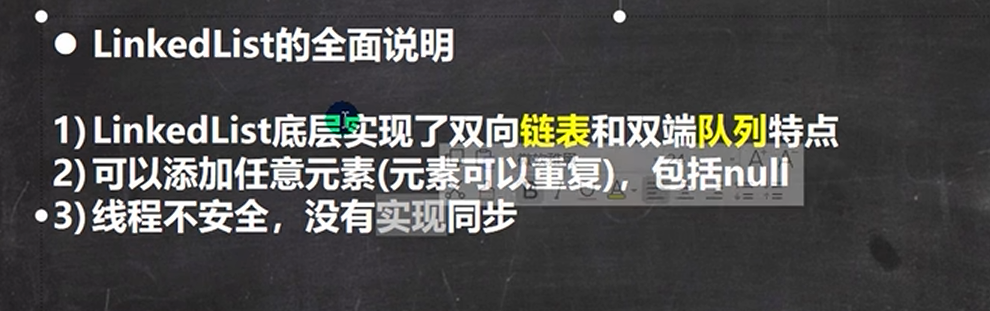 ● LinkedList的全面说明
1) LinkedList底层实现了双向链表和双端队列特点
2) 可以添加任意元素(元素可以重复)，包括null
3) 线程不安全，没有实现同步